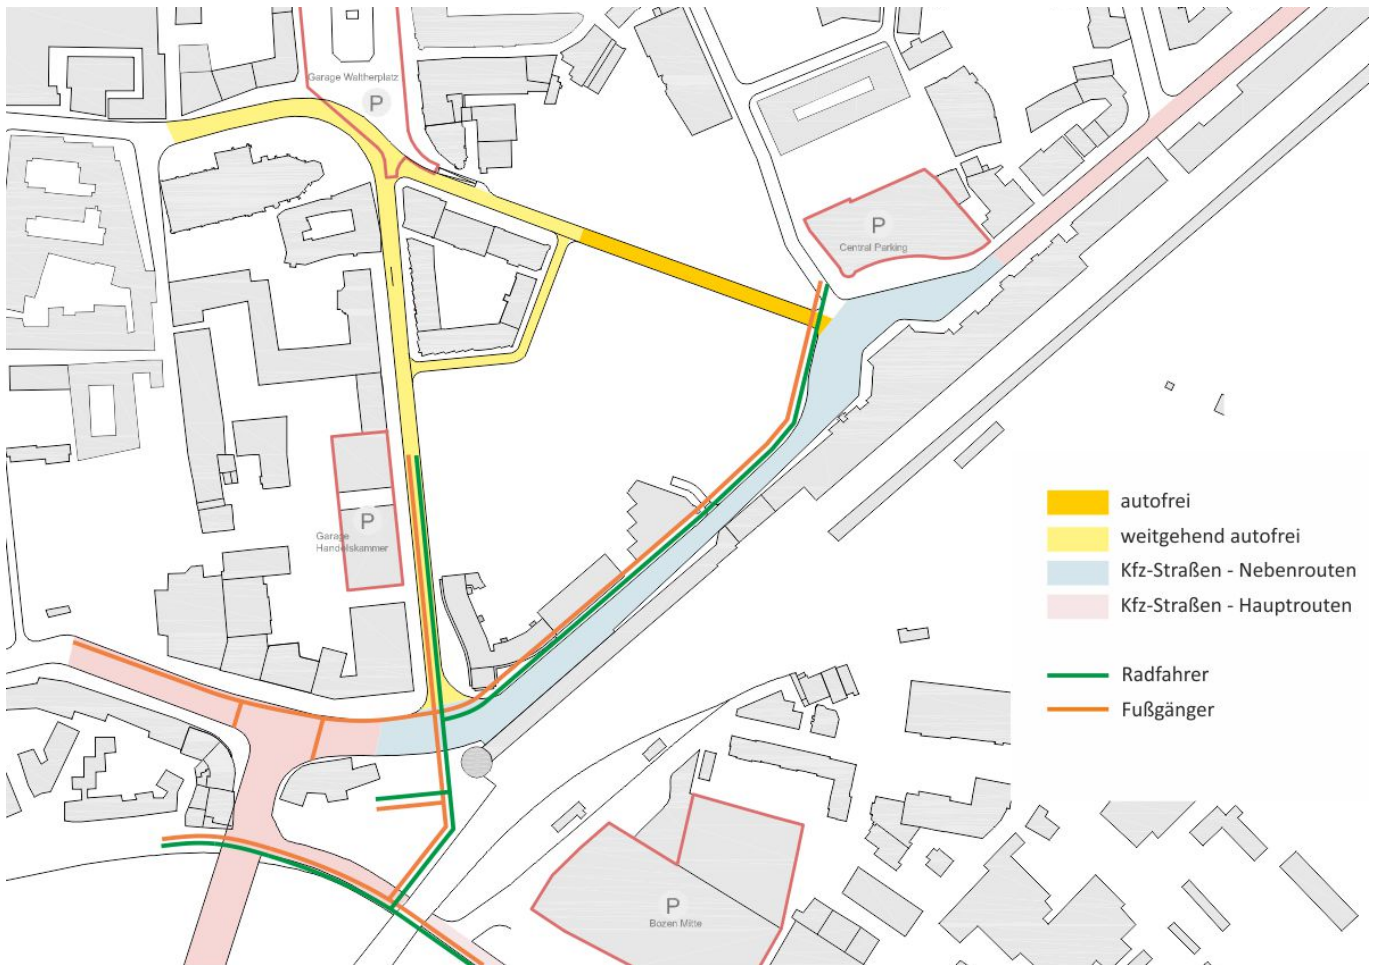 Garage Waltherplatz
P
P
Central Parking
P
Garage
Handelskammer
autofrei
weitgehend autofrei
Kfz-Straßen - Nebenrouten
Kfz-Straßen - Hauptrouten
Radfahrer
Fußgänger
P
Bozen Mitte